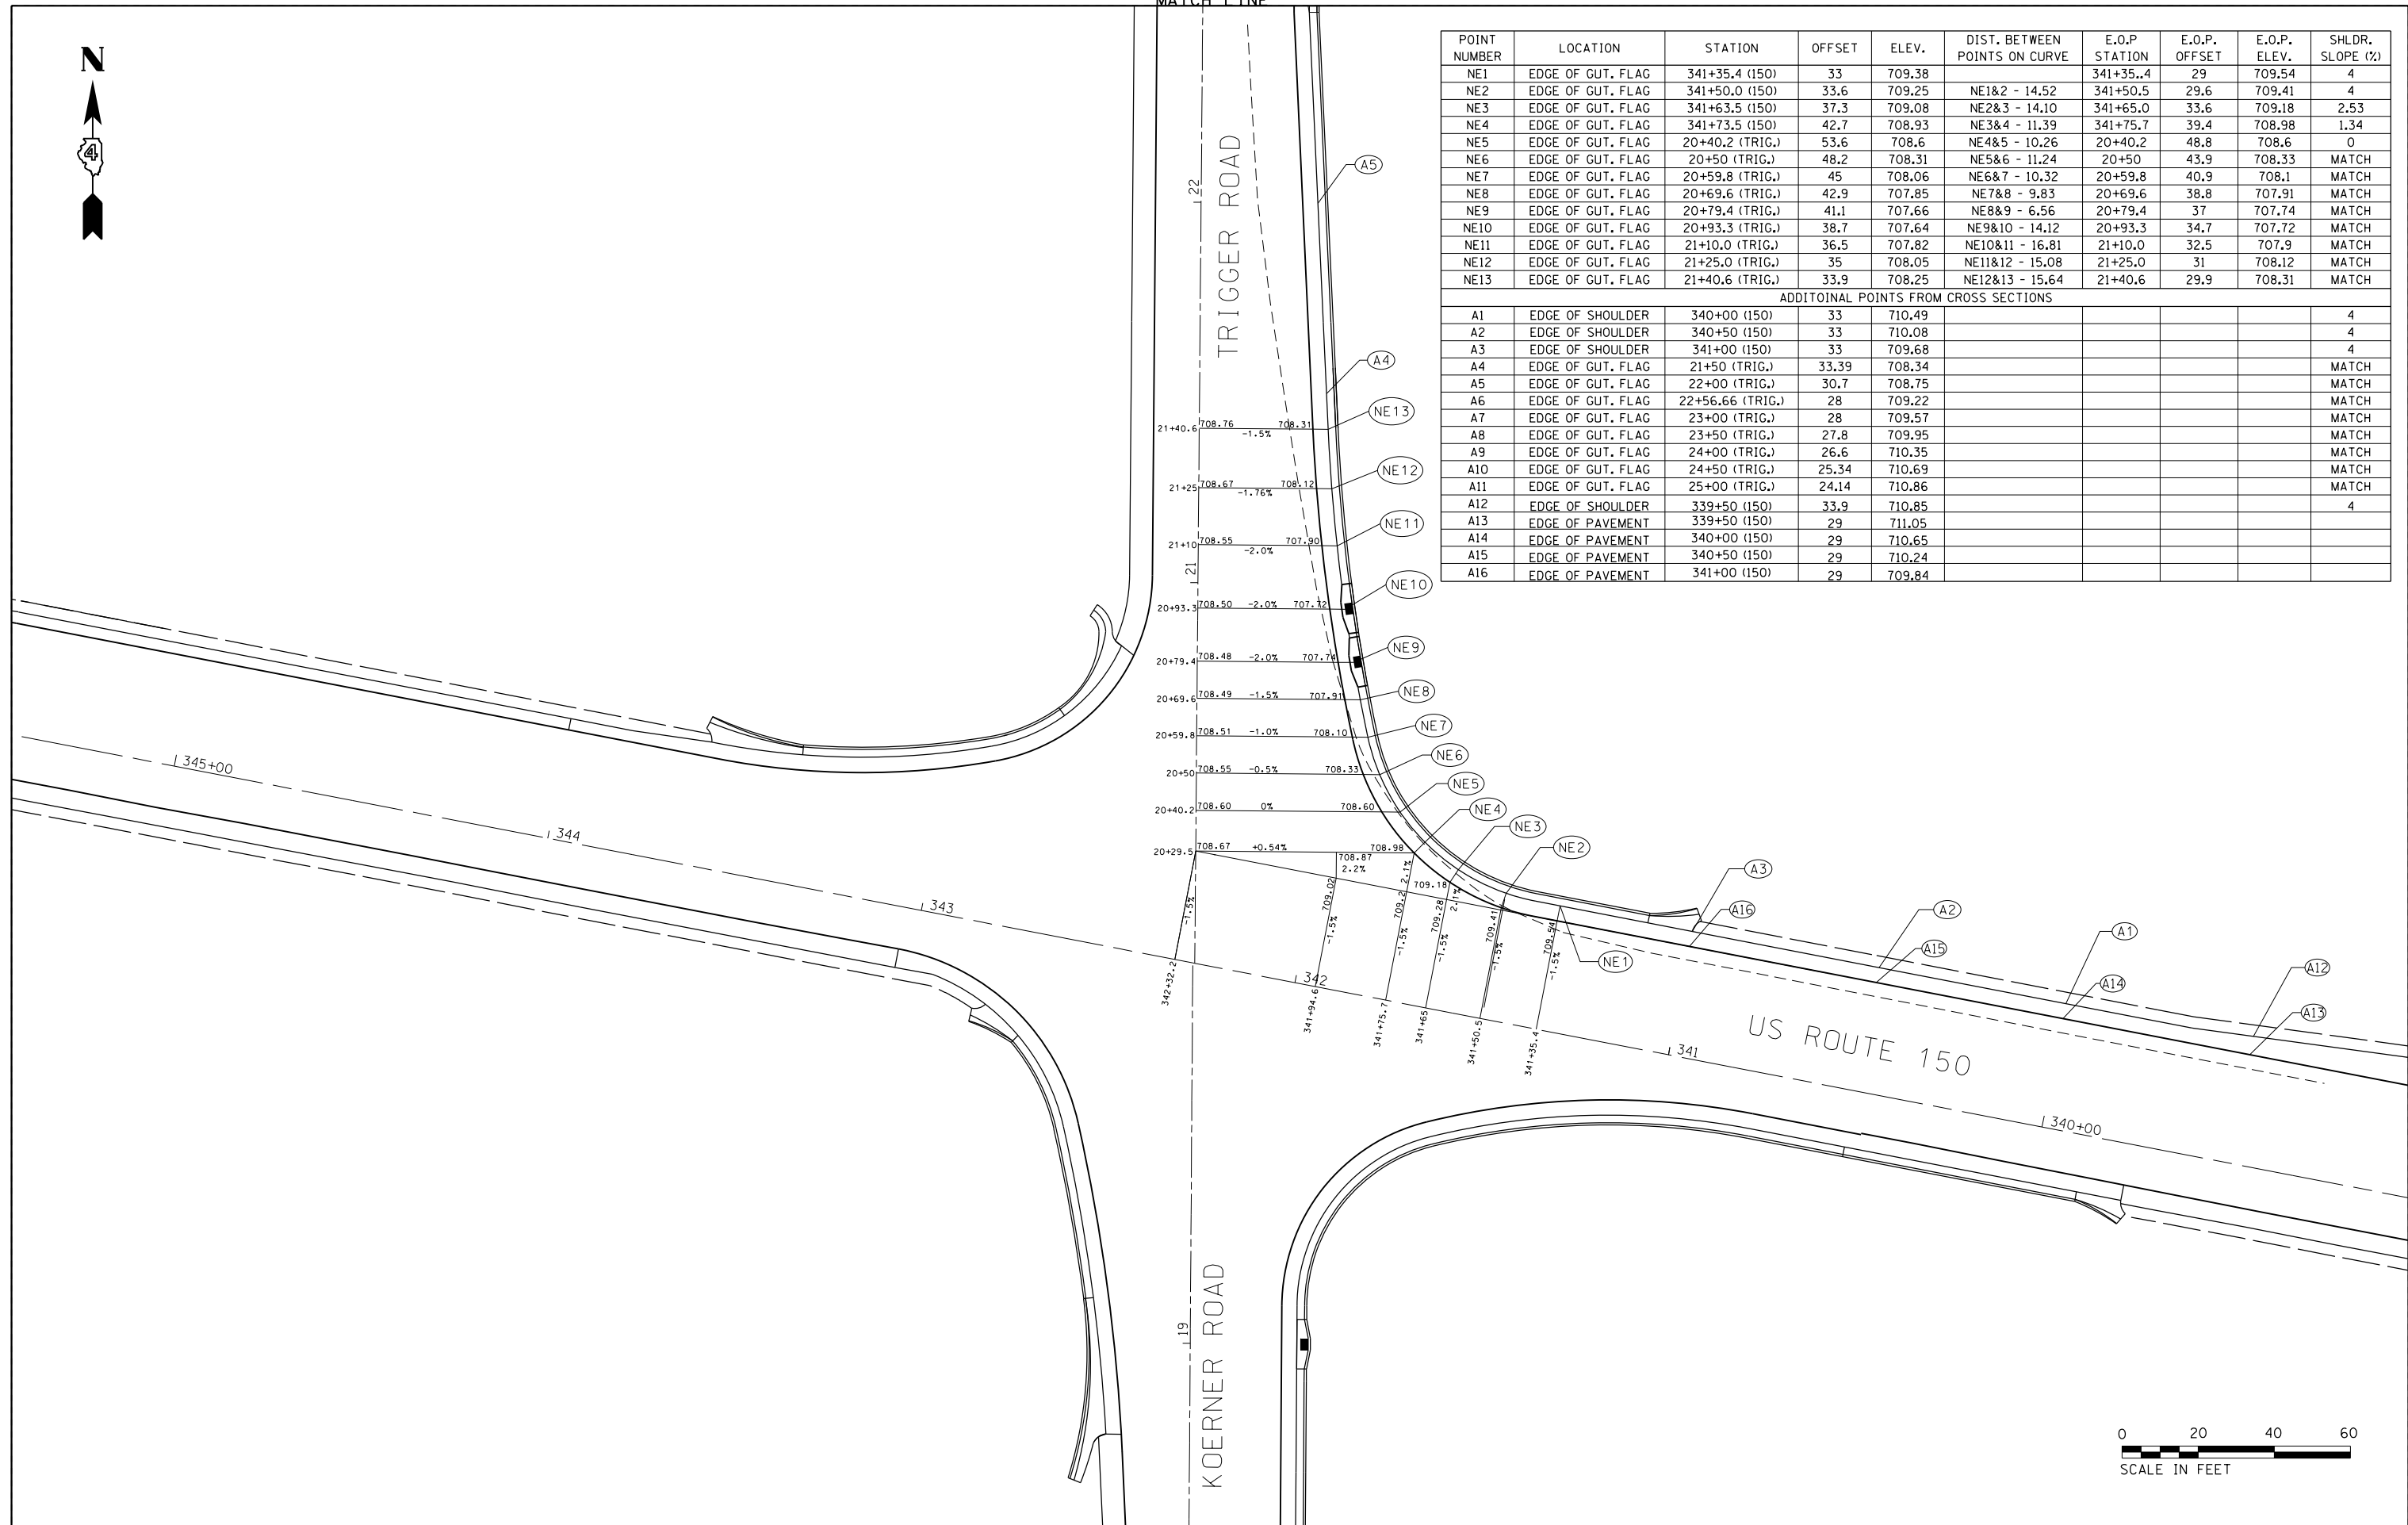 MATCH LINE
N
4
POINT NUMBER LOCATION STATION OFFSET ELEV. DIST. BETWEEN POINTS ON CURVE E.O.P STATION E.O.P. OFFSET E.O.P. ELEV. SHLDR. SLOPE (%)
NE1 EDGE OF GUT. FLAG 341+35.4 (150) 33 709.38 341+35..4 29 709.54 4
NE2 EDGE OF GUT. FLAG 341+50.0 (150) 33.6 709.25 NE1&2 - 14.52 341+50.5 29.6 709.41 4
NE3 EDGE OF GUT. FLAG 341+63.5 (150) 37.3 709.08 NE2&3 - 14.10 341+65.0 33.6 709.18 2.53
NE4 EDGE OF GUT. FLAG 341+73.5 (150) 42.7 708.93 NE3&4 - 11.39 341+75.7 39.4 708.98 1.34
NE5 EDGE OF GUT. FLAG 20+40.2 (TRIG.) 53.6 708.6 NE4&5 - 10.26 20+40.2 48.8 708.6 0
NE6 EDGE OF GUT. FLAG 20+50 (TRIG.) 48.2 708.31 NE5&6 - 11.24 20+50 43.9 708.33 MATCH
NE7 EDGE OF GUT. FLAG 20+59.8 (TRIG.) 45 708.06 NE6&7 - 10.32 20+59.8 40.9 708.1 MATCH
NE8 EDGE OF GUT. FLAG 20+69.6 (TRIG.) 42.9 707.85 NE7&8 - 9.83 20+69.6 38.8 707.91 MATCH
NE9 EDGE OF GUT. FLAG 20+79.4 (TRIG.) 41.1 707.66 NE8&9 - 6.56 20+79.4 37 707.74 MATCH
NE10 EDGE OF GUT. FLAG 20+93.3 (TRIG.) 38.7 707.64 NE9&10 - 14.12 20+93.3 34.7 707.72 MATCH
NE11 EDGE OF GUT. FLAG 21+10.0 (TRIG.) 36.5 707.82 NE10&11 - 16.81 21+10.0 32.5 707.9 MATCH
NE12 EDGE OF GUT. FLAG 21+25.0 (TRIG.) 35 708.05 NE11&12 - 15.08 21+25.0 31 708.12 MATCH
NE13 EDGE OF GUT. FLAG 21+40.6 (TRIG.) 33.9 708.25 NE12&13 - 15.64 21+40.6 29.9 708.31 MATCH
ADDITOINAL POINTS FROM CROSS SECTIONS
A1 EDGE OF SHOULDER 340+00 (150) 33 710.49 4
A2 EDGE OF SHOULDER 340+50 (150) 33 710.08 4
A3 EDGE OF SHOULDER 341+00 (150) 33 709.68 4
A4 EDGE OF GUT. FLAG 21+50 (TRIG.) 33.39 708.34 MATCH
A5 EDGE OF GUT. FLAG 22+00 (TRIG.) 30.7 708.75 MATCH
A6 EDGE OF GUT. FLAG 22+56.66 (TRIG.) 28 709.22 MATCH
A7 EDGE OF GUT. FLAG 23+00 (TRIG.) 28 709.57 MATCH
A8 EDGE OF GUT. FLAG 23+50 (TRIG.) 27.8 709.95 MATCH
A9 EDGE OF GUT. FLAG 24+00 (TRIG.) 26.6 710.35 MATCH
A10 EDGE OF GUT. FLAG 24+50 (TRIG.) 25.34 710.69 MATCH
A11 EDGE OF GUT. FLAG 25+00 (TRIG.) 24.14 710.86 MATCH
A12 EDGE OF SHOULDER 339+50 (150) 33.9 710.85 4
A13 EDGE OF PAVEMENT 339+50 (150) 29 711.05
A14 EDGE OF PAVEMENT 340+00 (150) 29 710.65
A15 EDGE OF PAVEMENT 340+50 (150) 29 710.24
A16 EDGE OF PAVEMENT 341+00 (150) 29 709.84
TRIGGER ROAD
22
A5
A4
NE13
21+40.6 708.76 -1.5% 708.31
NE12
21+25 708.67 -1.76% 708.12
NE11
21+10 708.55 -2.0% 707.90
21
NE10
20+93.3 708.50 -2.0% 707.72
NE9
20+79.4 708.48 -2.0% 707.74
NE8
20+69.6 708.49 -1.5% 707.91
NE7
20+59.8 708.51 -1.0% 708.10
NE6
20+50 708.55 -0.5% 708.33
NE5
20+40.2 708.60 0% 708.60
NE4
NE3
NE2
20+29.5 708.67 +0.54% 708.98
708.87
2.2%
2.1%
709.18
2.1%
-1.5%
709.02
-1.5%
709.2
-1.5%
709.28
-1.5%
709.41
-1.5%
709.54
-1.5%
NE1
342+32.2
341+94.6
341+75.7
341+65
341+50.5
341+35.4
A3
A16
A2
A15
A1
A14
A12
A13
345+00
344
343
342
341
340+00
US ROUTE 150
19
KOERNER ROAD
0 20 40 60
SCALE IN FEET